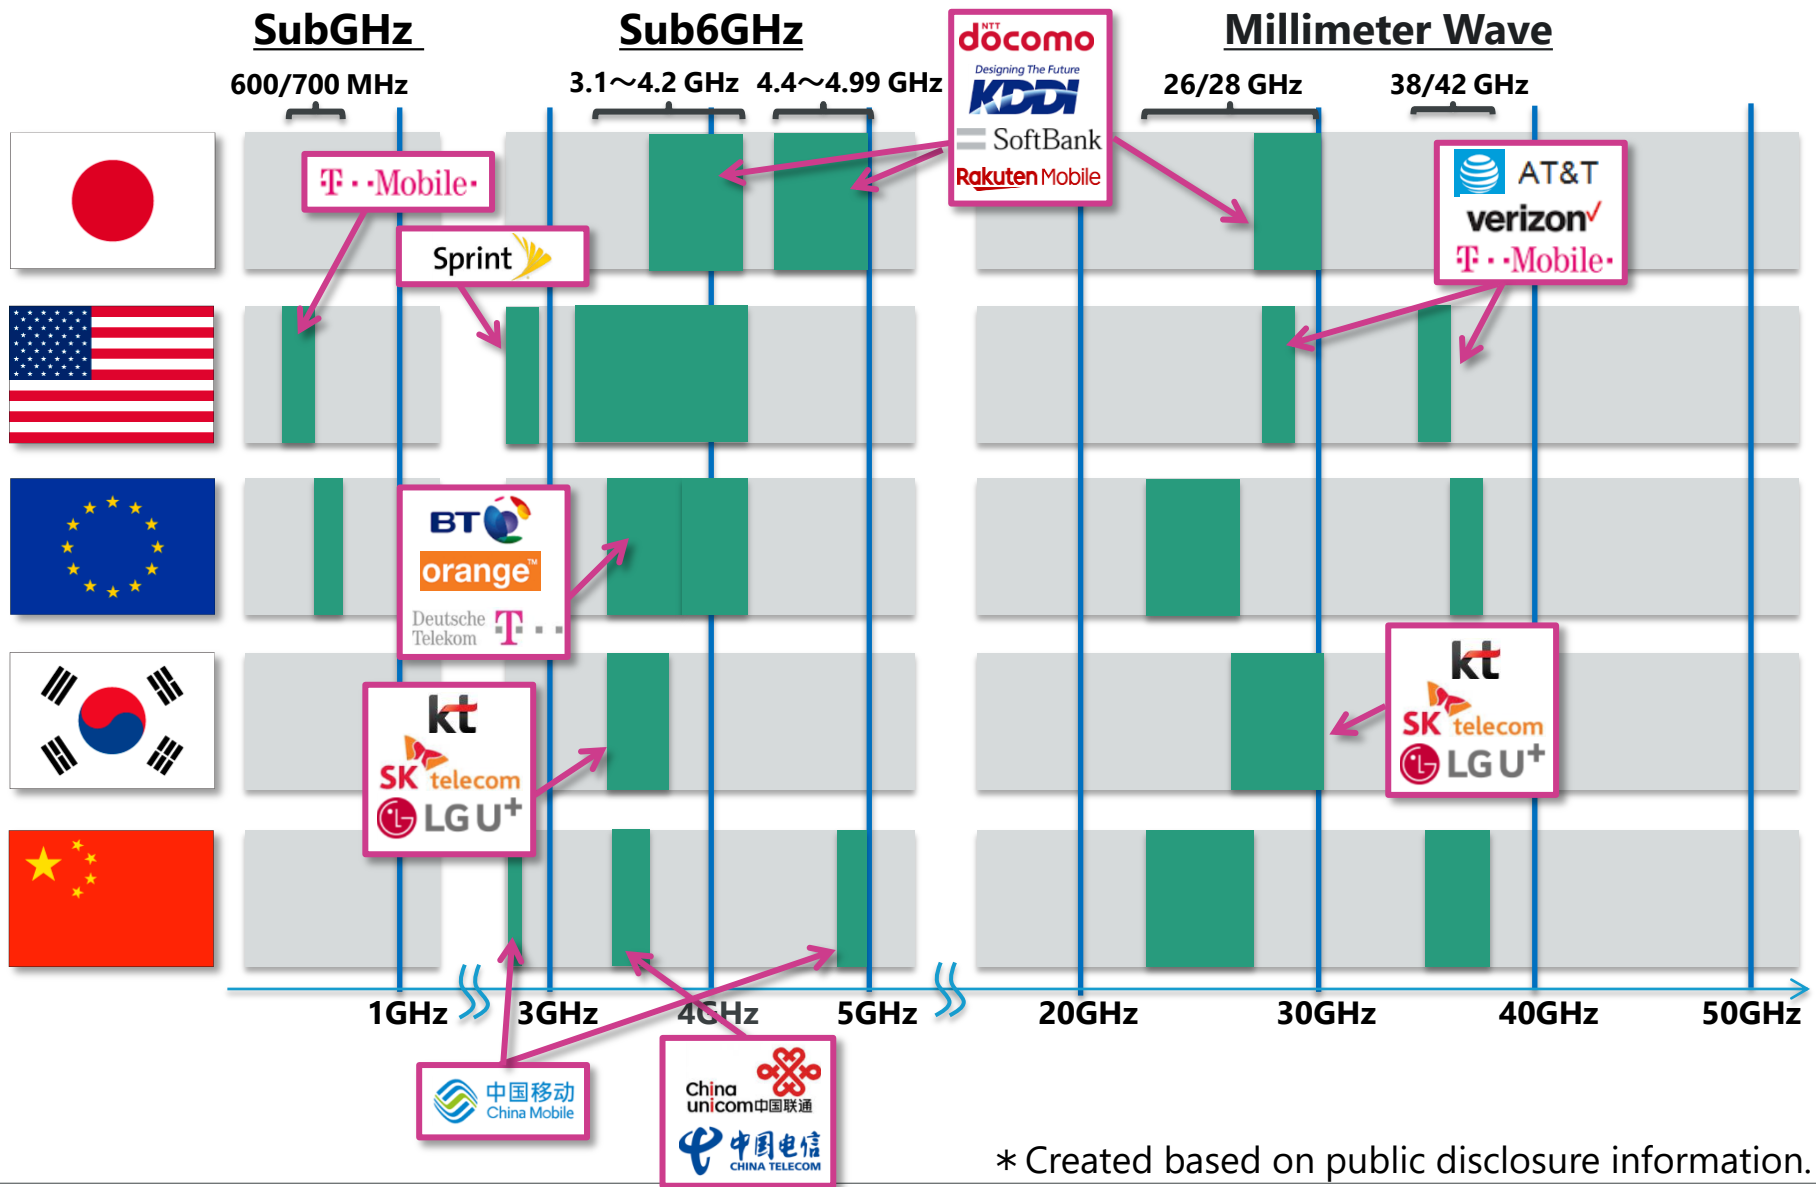 SubGHz
Sub6GHz
Millimeter Wave
600/700 MHz
3.1～4.2 GHz
4.4～4.99 GHz
26/28 GHz
38/42 GHz
NTT
döcomo
Designing The Future
KDDI
SoftBank
Rakuten Mobile
T··Mobile·
Sprint
AT&T
verizon✓
T··Mobile·
BT
orange™
Deutsche
Telekom
T··
kt
SK telecom
LG U+
kt
SK telecom
LG U+
1GHz
3GHz
4GHz
5GHz
20GHz
30GHz
40GHz
50GHz
中国移动
China Mobile
China
unicom中国联通
中国电信
CHINA TELECOM
＊Created based on public disclosure information.